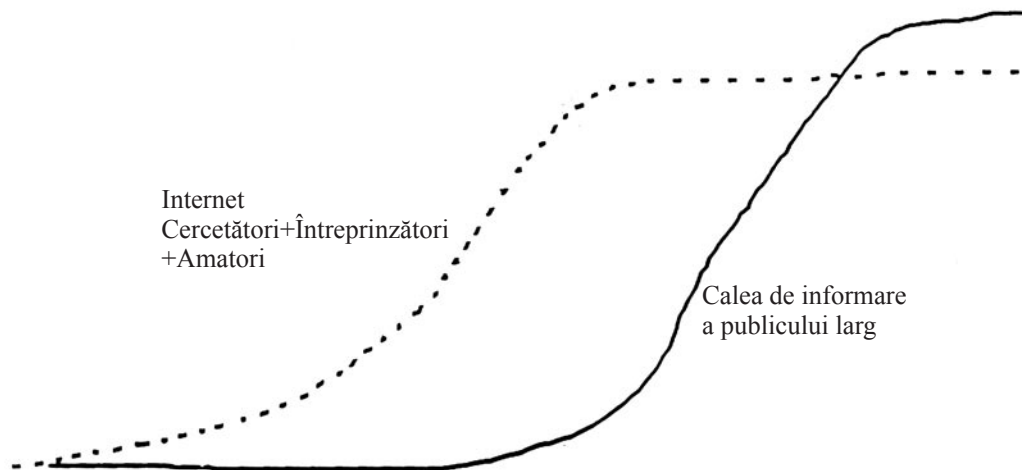 Internet
Cercetători+Întreprinzători
+Amatori
Calea de informare
a publicului larg